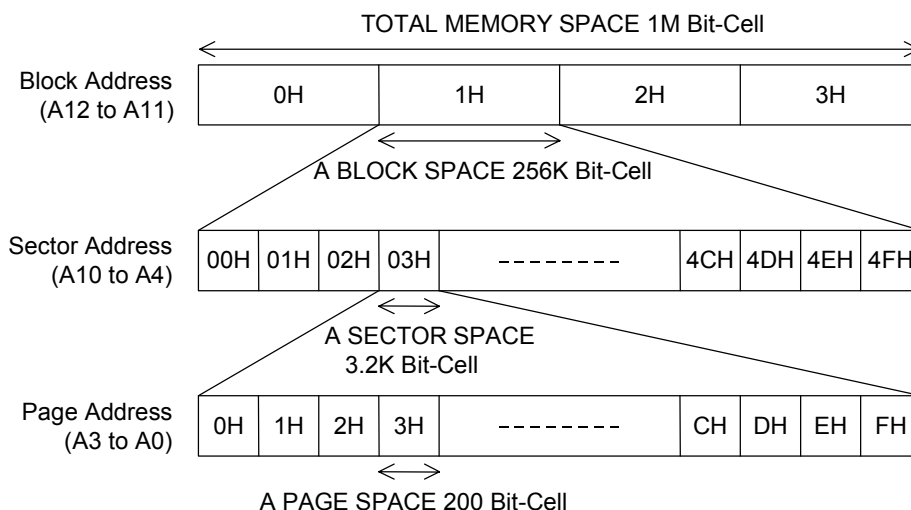 TOTAL MEMORY SPACE 1M Bit-Cell
Block Address
(A12 to A11)
0H 1H 2H 3H
A BLOCK SPACE 256K Bit-Cell
Sector Address
(A10 to A4)
00H 01H 02H 03H -------- 4CH 4DH 4EH 4FH
A SECTOR SPACE
3.2K Bit-Cell
Page Address
(A3 to A0)
0H 1H 2H 3H -------- CH DH EH FH
A PAGE SPACE 200 Bit-Cell